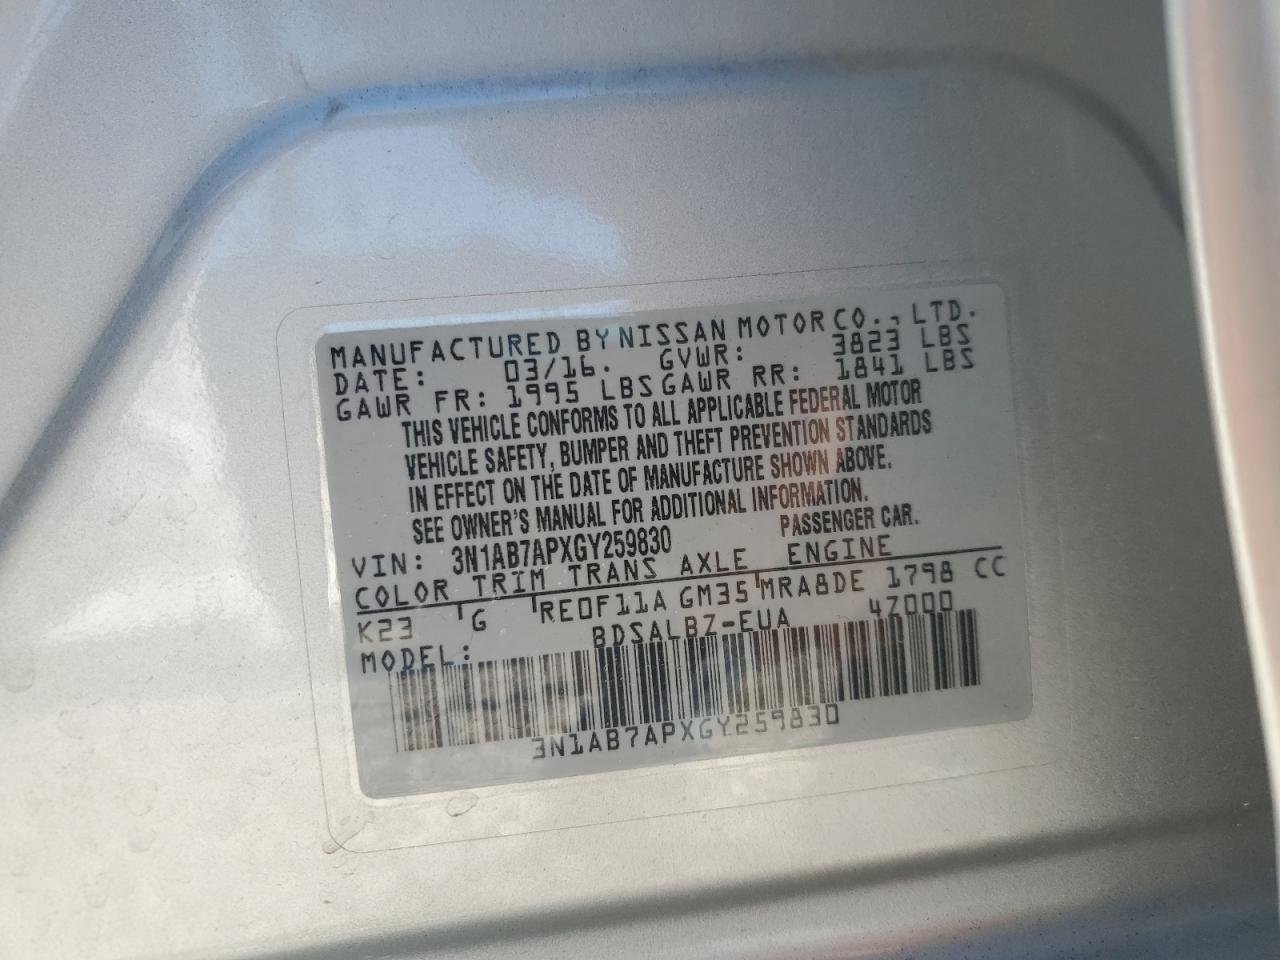 MANUFACTURED BY NISSAN MOTOR CO., LTD.
DATE: 03/16. GVWR: 3823 LBS
GAWR FR: 1995 LBS GAWR RR: 1841 LBS
THIS VEHICLE CONFORMS TO ALL APPLICABLE FEDERAL MOTOR
VEHICLE SAFETY, BUMPER AND THEFT PREVENTION STANDARDS
IN EFFECT ON THE DATE OF MANUFACTURE SHOWN ABOVE.
SEE OWNER'S MANUAL FOR ADDITIONAL INFORMATION.
VIN: 3N1AB7APXGY259830 PASSENGER CAR.
COLOR TRIM TRANS AXLE ENGINE
K23 G RE0F11A GM35 MRA8DE 1798 CC
MODEL: BDSALBZ-EUA 4Z000
3N1AB7APXGY259830